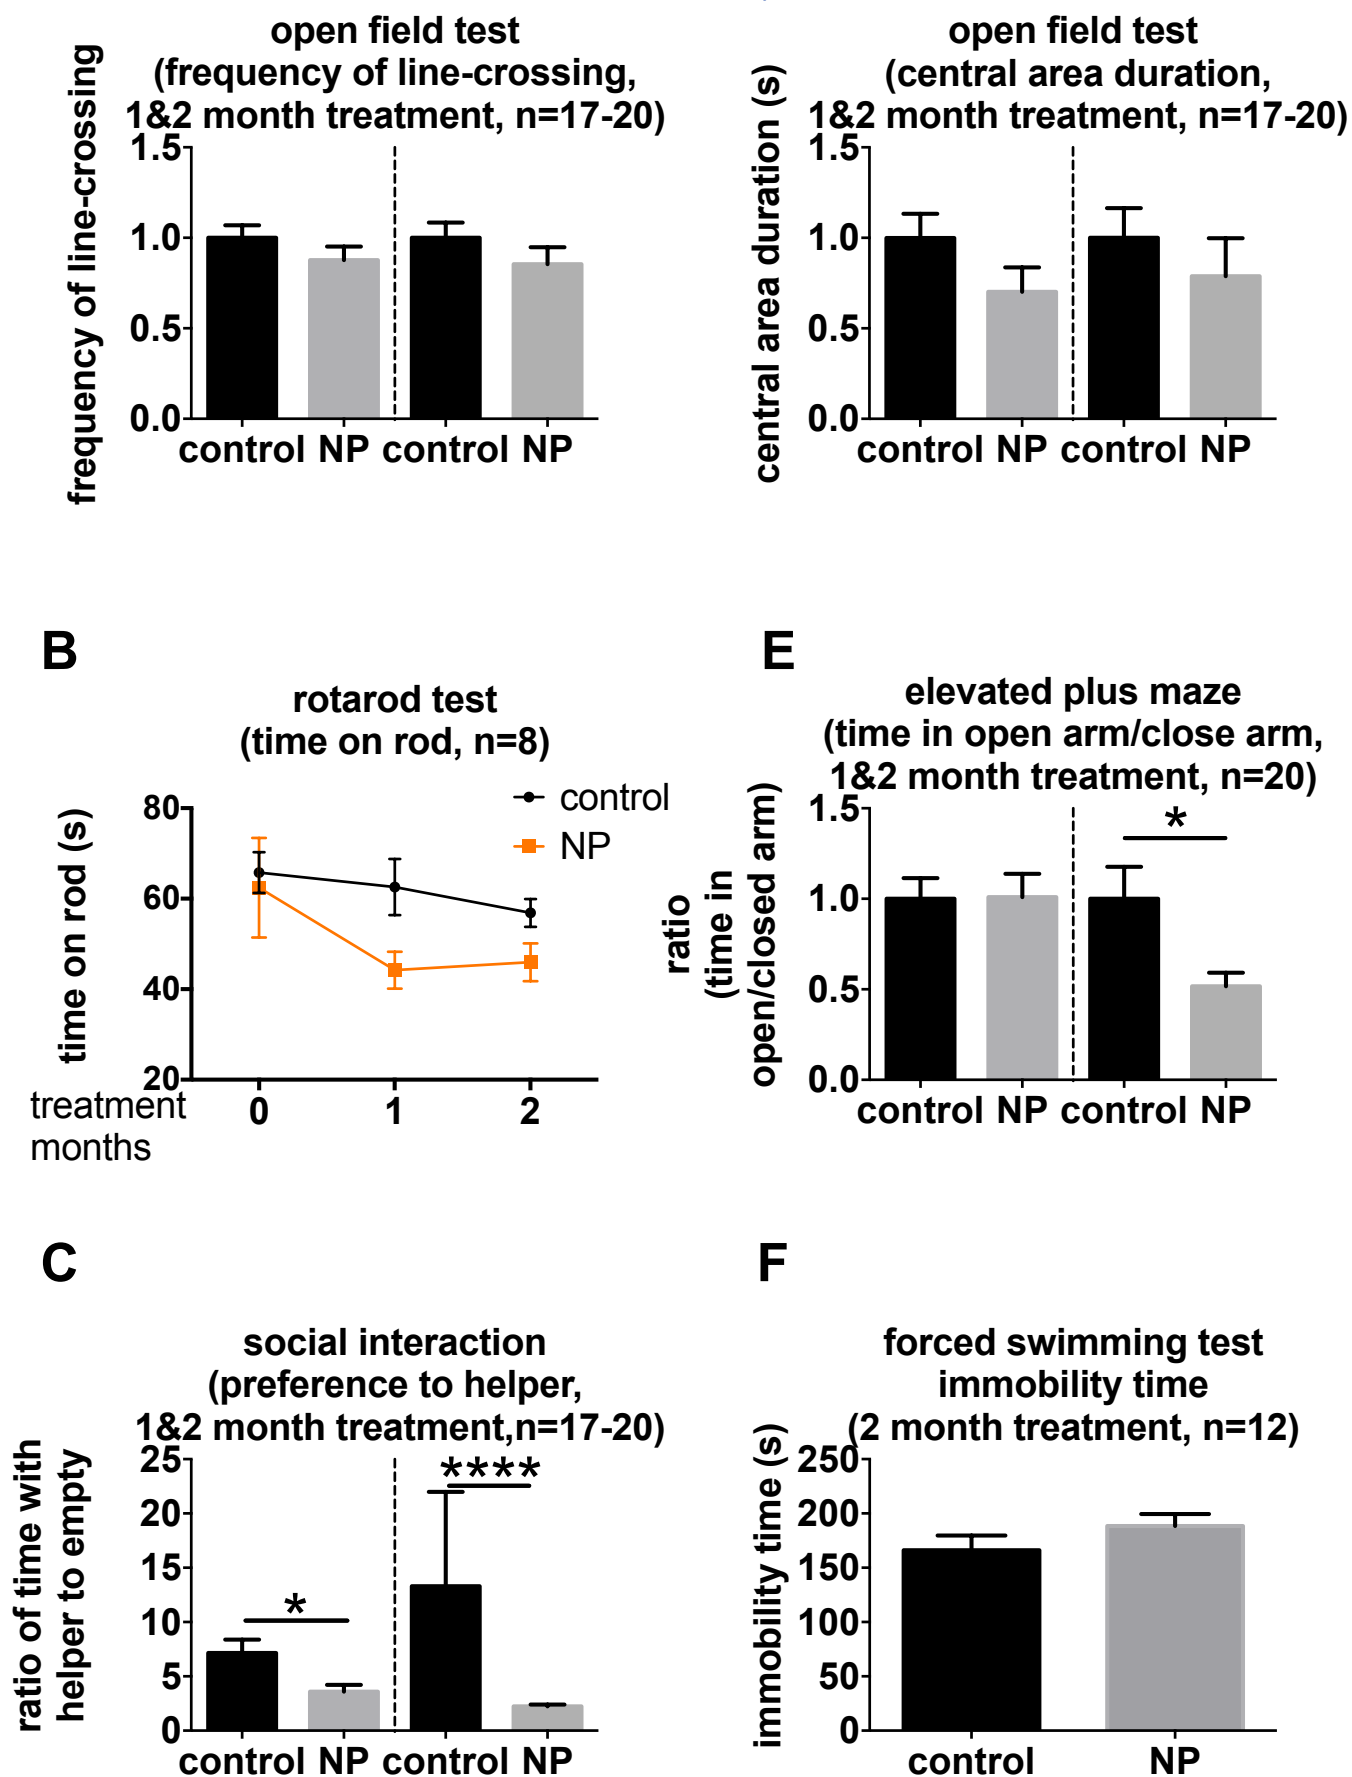 open field test
(frequency of line-crossing,
1&2 month treatment, n=17-20)
frequency of line-crossing
1.5
1.0
0.5
0.0
control NP control NP
open field test
(central area duration,
1&2 month treatment, n=17-20)
central area duration (s)
1.5
1.0
0.5
0.0
control NP control NP
B
rotarod test
(time on rod, n=8)
time on rod (s)
80
60
40
20
control
NP
treatment
months
0 1 2
E
elevated plus maze
(time in open arm/close arm,
1&2 month treatment, n=20)
ratio
(time in
open/closed arm)
1.5
1.0
0.5
0.0
*
control NP control NP
C
social interaction
(preference to helper,
1&2 month treatment,n=17-20)
ratio of time with
helper to empty
25
20
15
10
5
0
*
****
control NP control NP
F
forced swimming test
immobility time
(2 month treatment, n=12)
immobility time (s)
250
200
150
100
50
0
control NP